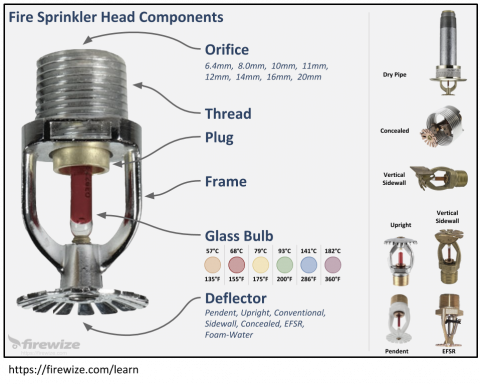 Fire Sprinkler Head Components
Orifice
6.4mm, 8.0mm, 10mm, 11mm,
12mm, 14mm, 16mm, 20mm
Thread
Plug
Frame
Glass Bulb
57°C 68°C 79°C 93°C 141°C 182°C
135°F 155°F 175°F 200°F 286°F 360°F
Deflector
Pendent, Upright, Conventional,
Sidewall, Concealed, EFSR,
Foam-Water
Dry Pipe
Concealed
Vertical
Sidewall
Upright
Vertical
Sidewall
Pendent
EFSR
firewize
https://firewize.com/learn